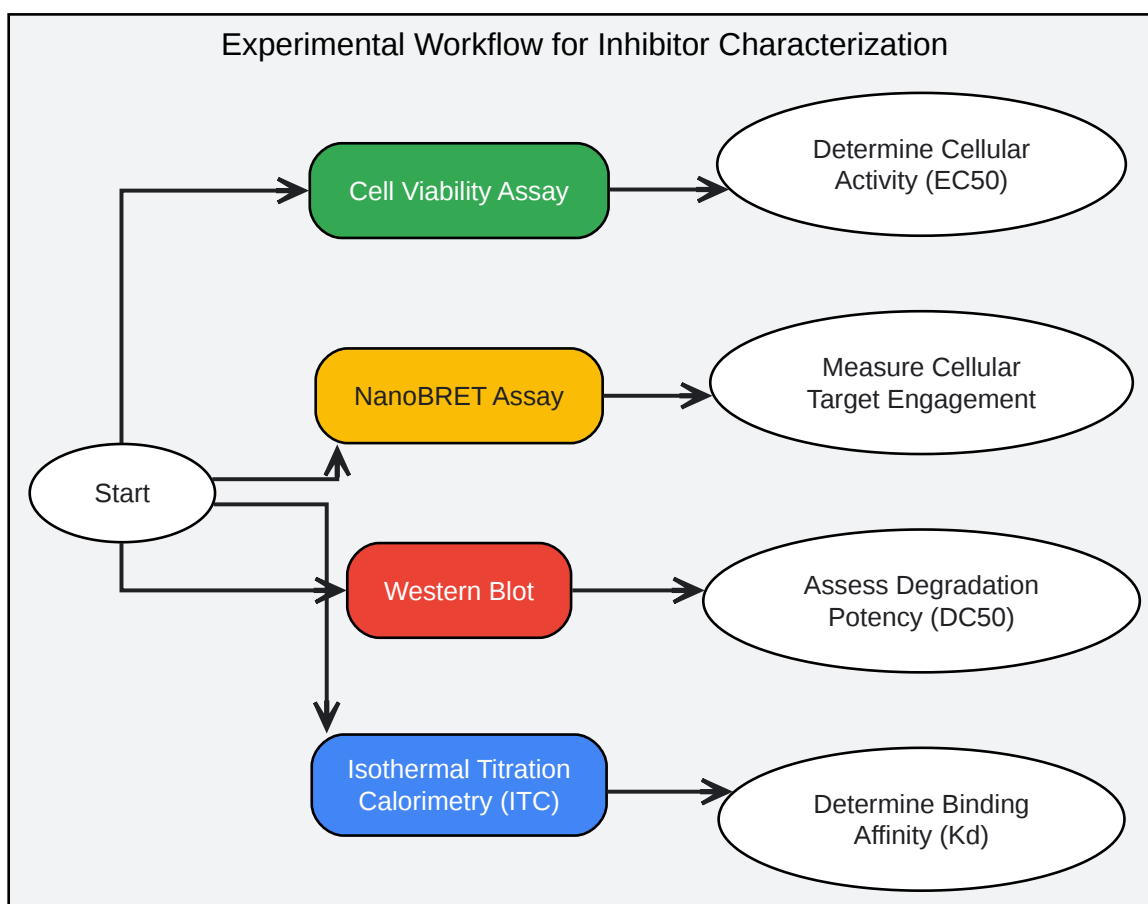 Experimental Workflow for Inhibitor Characterization
Cell Viability Assay
Determine Cellular
Activity (EC50)
NanoBRET Assay
Measure Cellular
Target Engagement
Start
Western Blot
Assess Degradation
Potency (DC50)
Isothermal Titration
Calorimetry (ITC)
Determine Binding
Affinity (Kd)